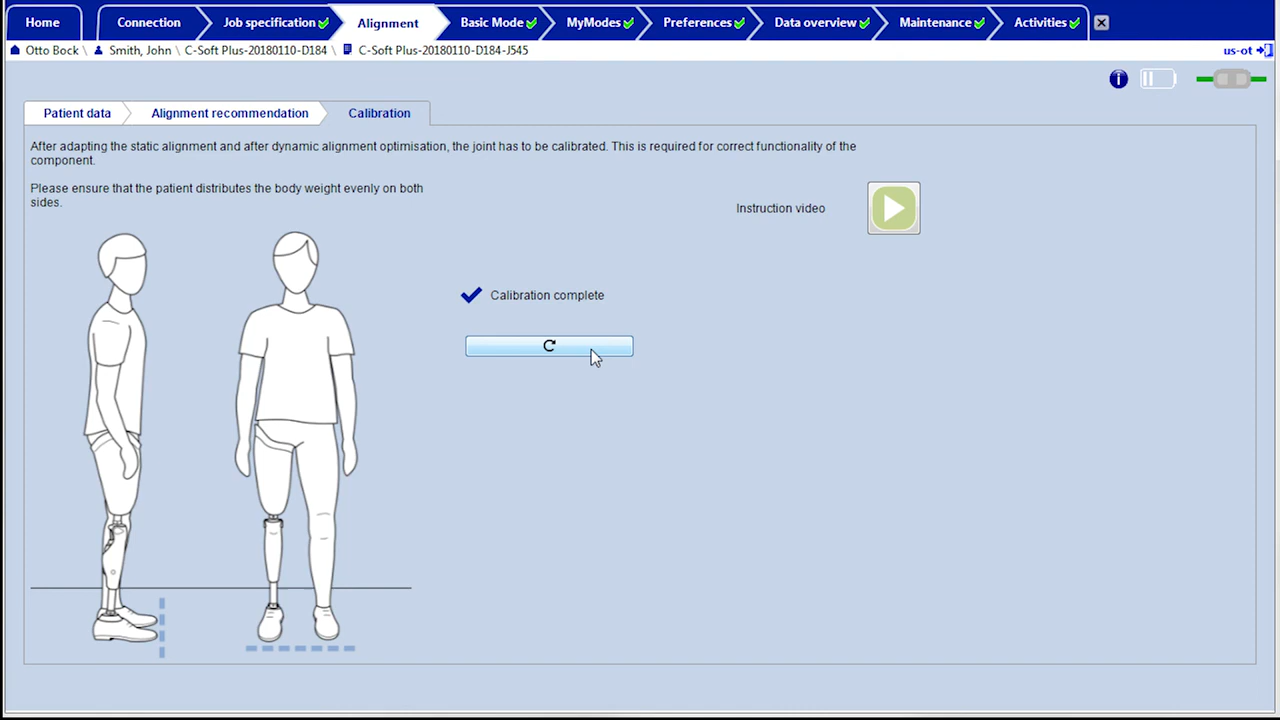 Home Connection Job specification Alignment Basic Mode MyModes Preferences Data overview Maintenance Activities
Otto Bock \ Smith, John \ C-Soft Plus-20180110-D184 \ C-Soft Plus-20180110-D184-J545 us-ot
Patient data Alignment recommendation Calibration
After adapting the static alignment and after dynamic alignment optimisation, the joint has to be calibrated. This is required for correct functionality of the
component.
Please ensure that the patient distributes the body weight evenly on both
sides.
Instruction video
Calibration complete